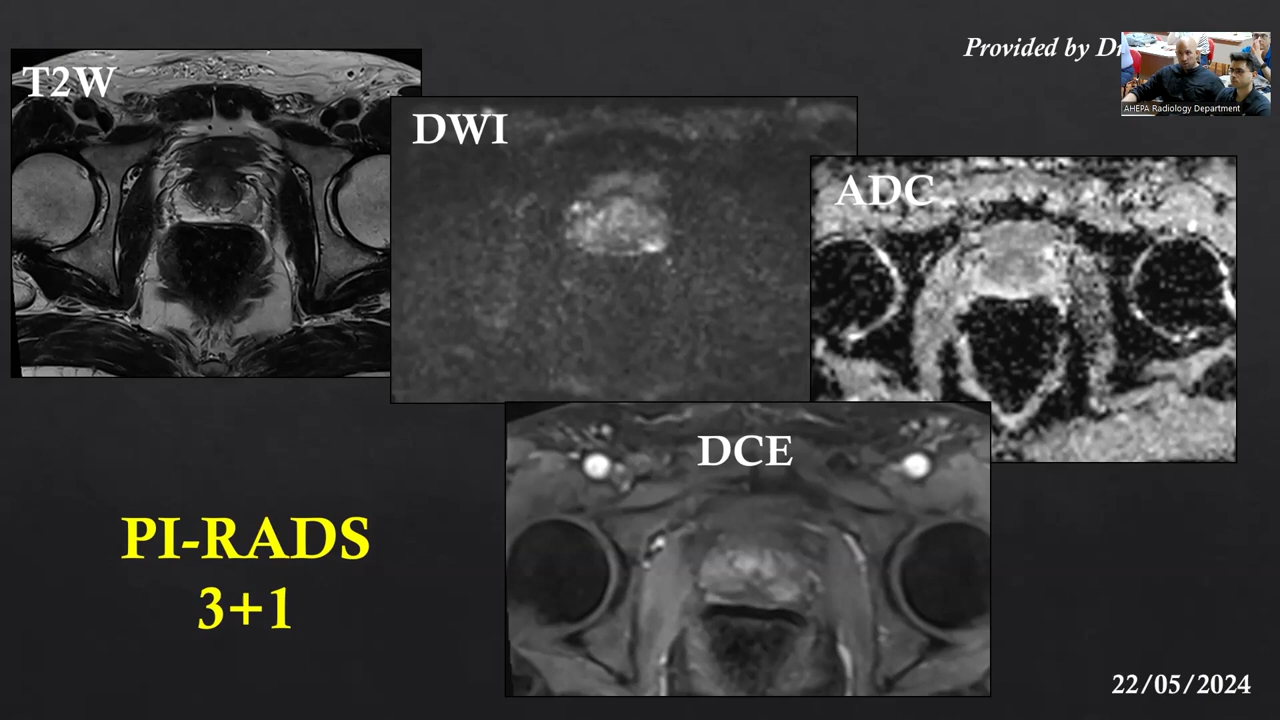 T2W
Provided by Dr
AHEPA Radiology Department
DWI
ADC
DCE
PI-RADS
3+1
22/05/2024